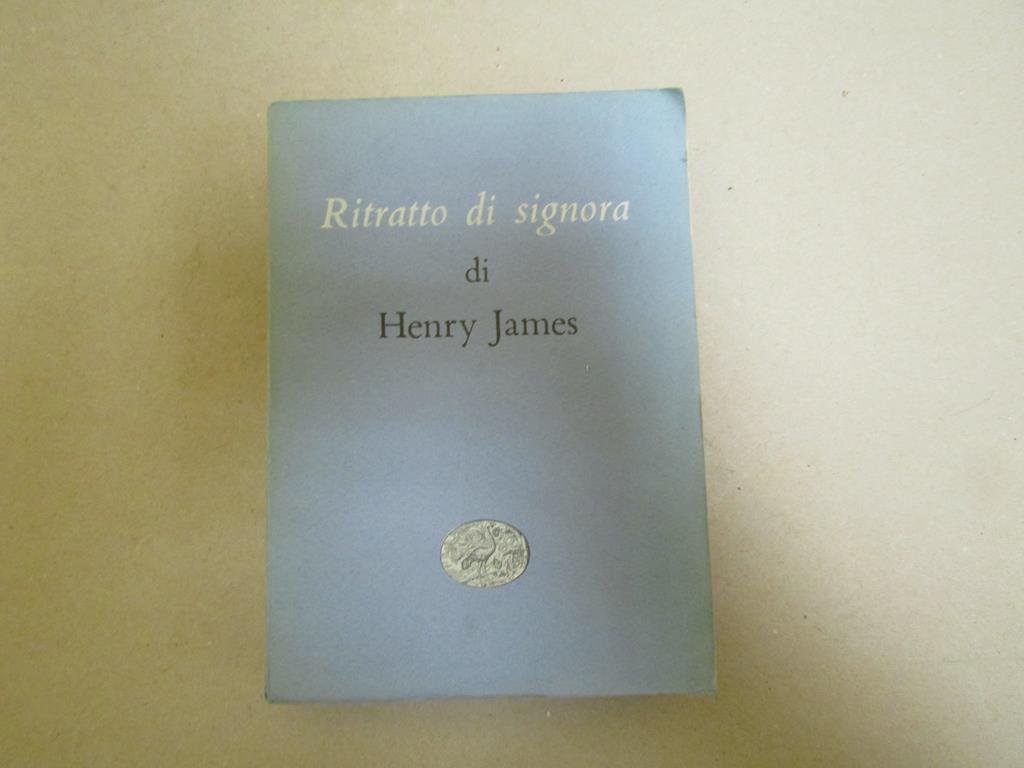 Ritratto di signora
di
Henry James